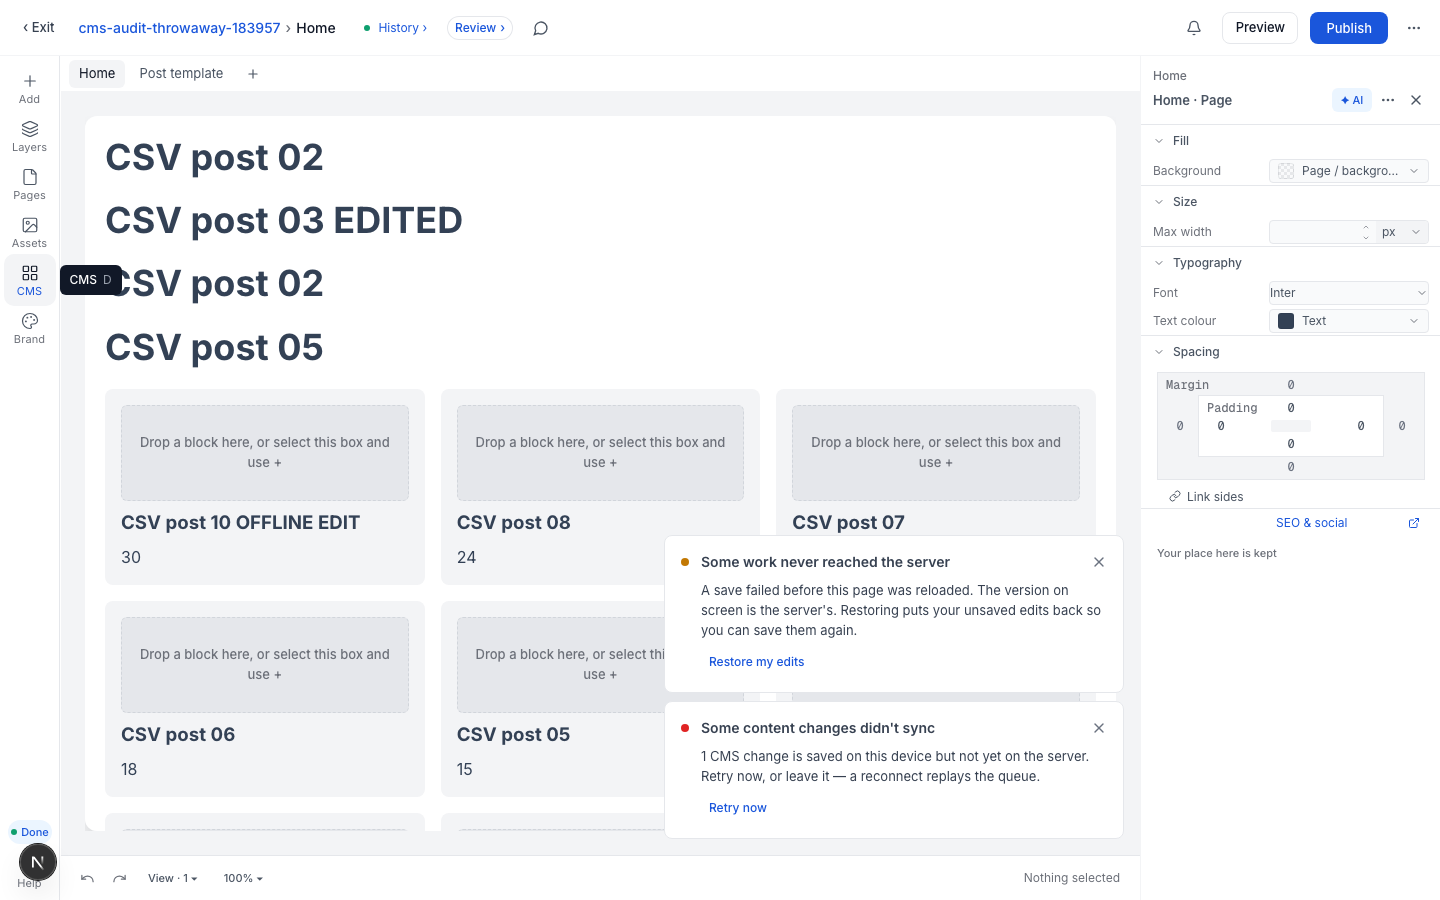 ‹ Exit
cms-audit-throwaway-183957 › Home
History ›
Review ›
Preview
Publish
Add
Layers
Pages
Assets
CMS
Brand
CMS D
Home
Post template
CSV post 02
CSV post 03 EDITED
CSV post 02
CSV post 05
Drop a block here, or select this box and
use +
CSV post 10 OFFLINE EDIT
30
Drop a block here, or select this box and
use +
CSV post 08
24
Drop a block here, or select this box and
use +
CSV post 07
Drop a block here, or select this box and
use +
CSV post 06
18
Drop a block here, or select thi
use +
CSV post 05
15
Some work never reached the server
A save failed before this page was reloaded. The version on
screen is the server's. Restoring puts your unsaved edits back so
you can save them again.
Restore my edits
Some content changes didn't sync
1 CMS change is saved on this device but not yet on the server.
Retry now, or leave it — a reconnect replays the queue.
Retry now
Done
N
Help
View · 1
100%
Nothing selected
Home
Home · Page
AI
Fill
Background
Page / backgro...
Size
Max width
px
Typography
Font
Inter
Text colour
Text
Spacing
Margin
0
Padding
0
0
0
0
0
0
0
Link sides
SEO & social
Your place here is kept